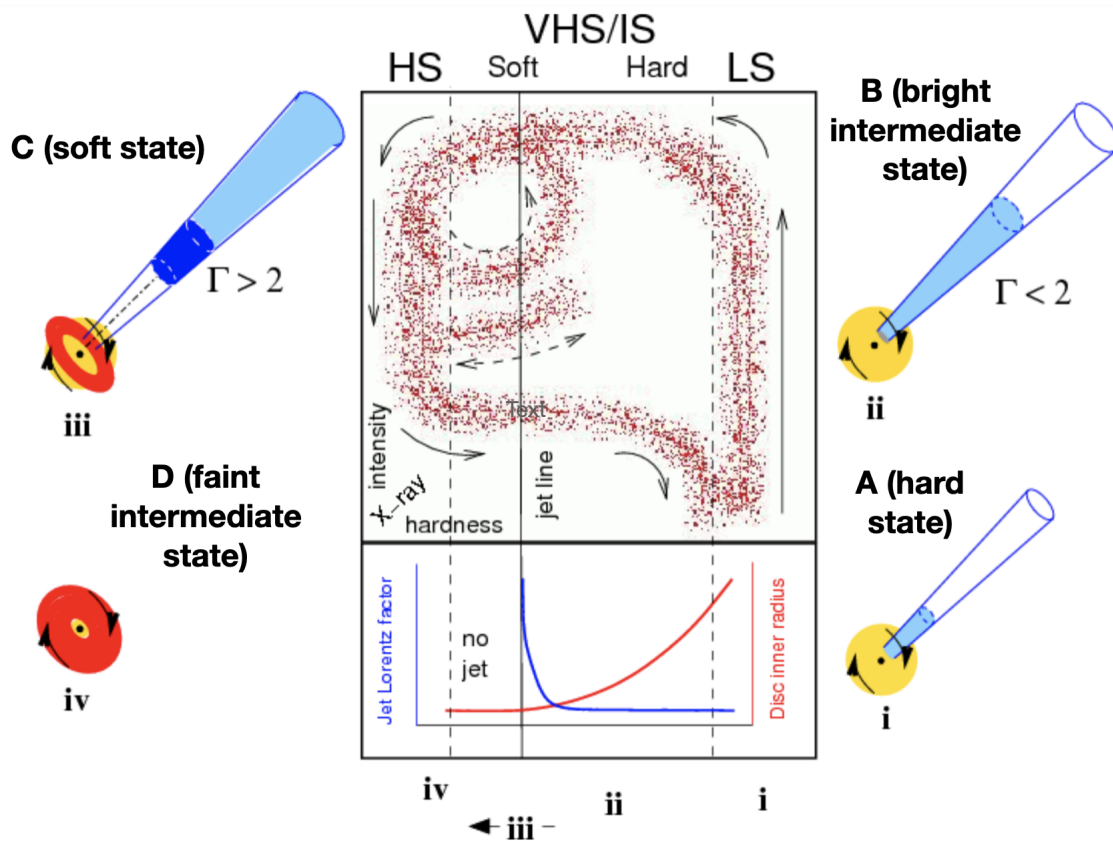 VHS/IS
HS Soft Hard LS
C (soft state)
Γ > 2
iii
D (faint
intermediate
state)
iv
B (bright
intermediate
state)
Γ < 2
ii
A (hard
state)
i
Text
intensity
X-ray
hardness
jet line
Jet Lorentz factor
no
jet
Disc inner radius
iv
iii
ii
i